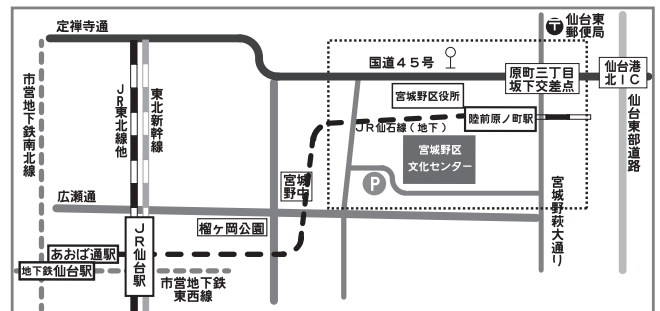 定禅寺通
仙台東
郵便局
国道45号
原町三丁目
坂下交差点
仙台港
北IC
市営地下鉄南北線
JR東北線他
東北新幹線
宮城野区役所
陸前原ノ町駅
JR仙石線(地下)
仙台東部道路
宮城野区
文化センター
宮城
野中
P
広瀬通
榴ヶ岡公園
宮城野萩大通り
JR仙台駅
あおば通駅
地下鉄仙台駅
市営地下鉄
東西線